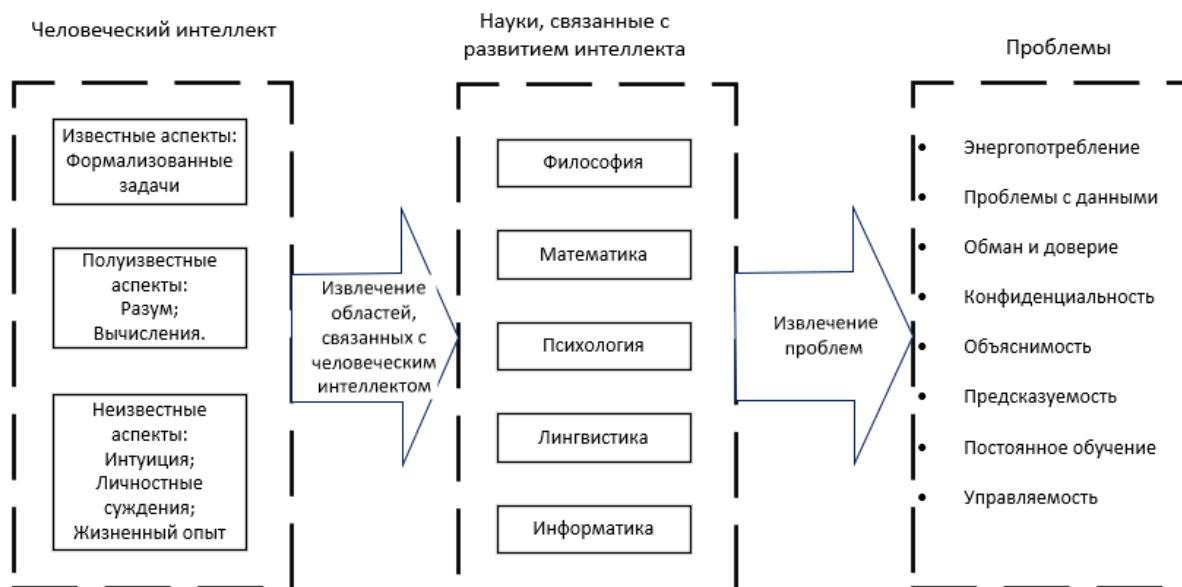 Человеческий интеллект
Известные аспекты:
Формализованные
задачи
Полуизвестные
аспекты:
Разум;
Вычисления.
Неизвестные
аспекты:
Интуиция;
Личностные
суждения;
Жизненный опыт
Извлечение
областей,
связанных с
человеческим
интеллектом
Науки, связанные с
развитием интеллекта
Философия
Математика
Психология
Лингвистика
Информатика
Извлечение
проблем
Проблемы
• Энергопотребление
• Проблемы с данными
• Обман и доверие
• Конфиденциальность
• Объяснимость
• Предсказуемость
• Постоянное обучение
• Управляемость